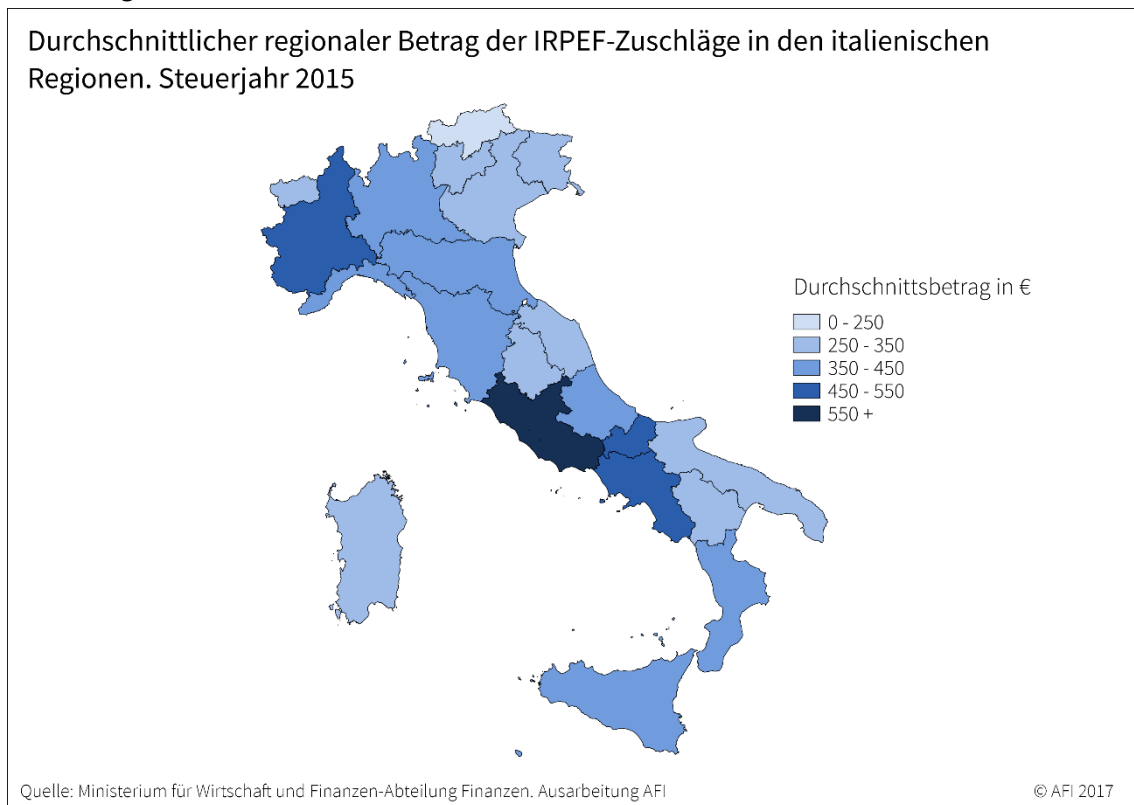 Durchschnittlicher regionaler Betrag der IRPEF-Zuschläge in den italienischen
Regionen. Steuerjahr 2015
Durchschnittsbetrag in €
0 - 250
250 - 350
350 - 450
450 - 550
550 +
Quelle: Ministerium für Wirtschaft und Finanzen-Abteilung Finanzen. Ausarbeitung AFI
© AFI 2017